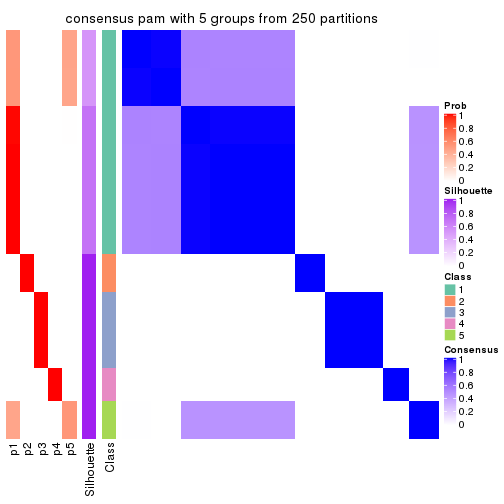 consensus pam with 5 groups from 250 partitions
Prob
1
0.8
0.6
0.4
0.2
0
Silhouette
1
0.8
0.6
0.4
0.2
0
Class
1
2
3
4
5
Consensus
1
0.8
0.6
0.4
0.2
0
p1
p2
p3
p4
p5
Silhouette
Class